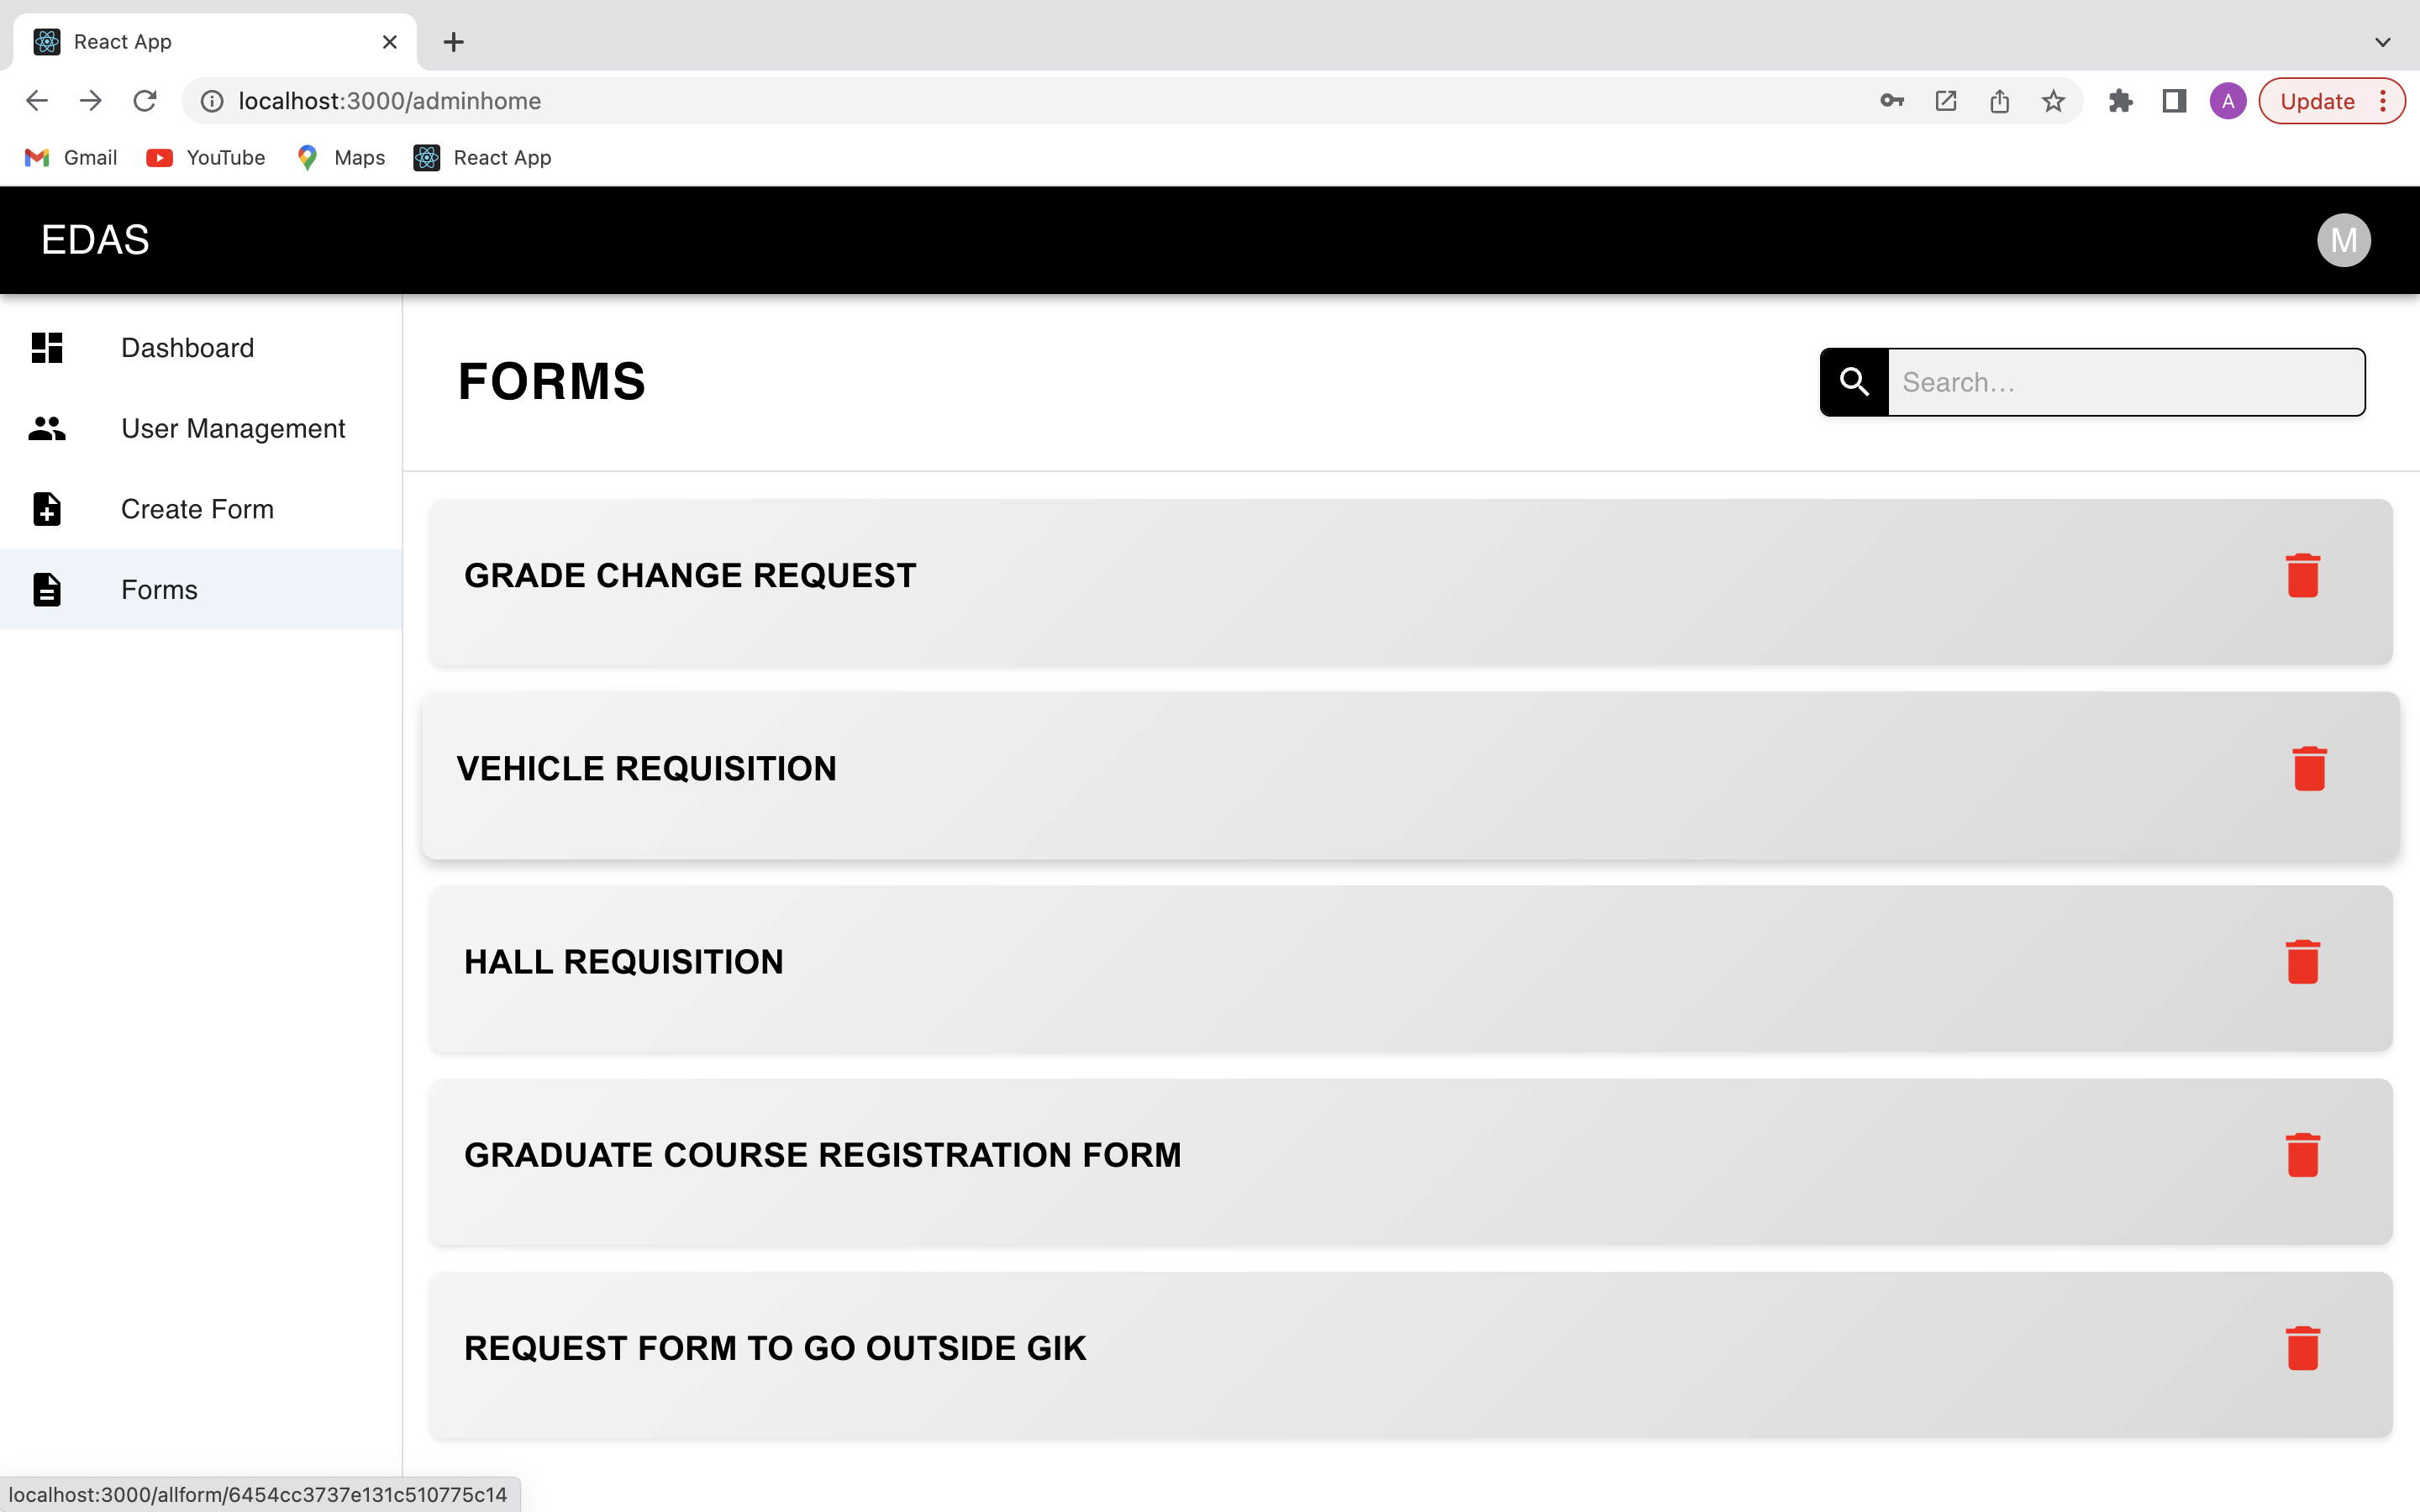 React App
localhost:3000/adminhome
A
Update
Gmail
YouTube
Maps
React App
EDAS
M
Dashboard
User Management
Create Form
Forms
FORMS
Search…
GRADE CHANGE REQUEST
VEHICLE REQUISITION
HALL REQUISITION
GRADUATE COURSE REGISTRATION FORM
REQUEST FORM TO GO OUTSIDE GIK
localhost:3000/allform/6454cc3737e131c510775c14